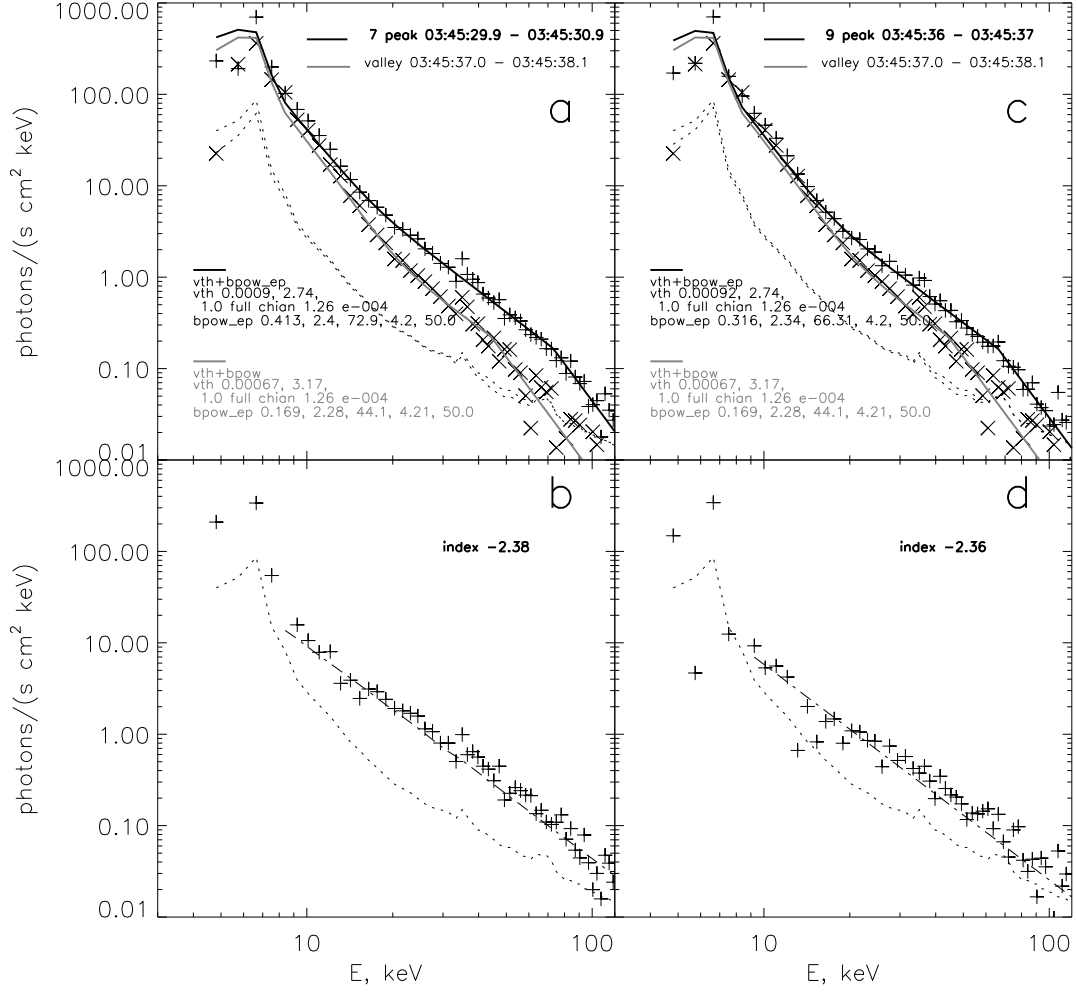 1000.00
100.00
10.00
1.00
0.10
0.01
photons/(s cm² keV)
7 peak 03:45:29.9 – 03:45:30.9
valley 03:45:37.0 – 03:45:38.1
a
vth+bpow_ep
vth 0.0009, 2.74,
1.0 full chian 1.26 e-004
bpow_ep 0.413, 2.4, 72.9, 4.2, 50.0
vth+bpow
vth 0.00067, 3.17,
1.0 full chian 1.26 e-004
bpow_ep 0.169, 2.28, 44.1, 4.21, 50.0
9 peak 03:45:36 – 03:45:37
valley 03:45:37.0 – 03:45:38.1
c
vth+bpow_ep
vth 0.00092, 2.74,
1.0 full chian 1.26 e-004
bpow_ep 0.316, 2.34, 66.31, 4.2, 50.0
vth+bpow
vth 0.00067, 3.17,
1.0 full chian 1.26 e-004
bpow_ep 0.169, 2.28, 44.1, 4.21, 50.0
1000.00
100.00
10.00
1.00
0.10
0.01
photons/(s cm² keV)
b
index -2.38
d
index -2.36
10
100
10
100
E, keV
E, keV